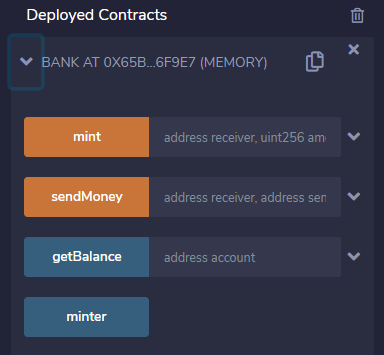 Deployed Contracts
BANK AT 0X65B...6F9E7 (MEMORY)
mint address receiver, uint256 am
sendMoney address receiver, address sen
getBalance address account
minter